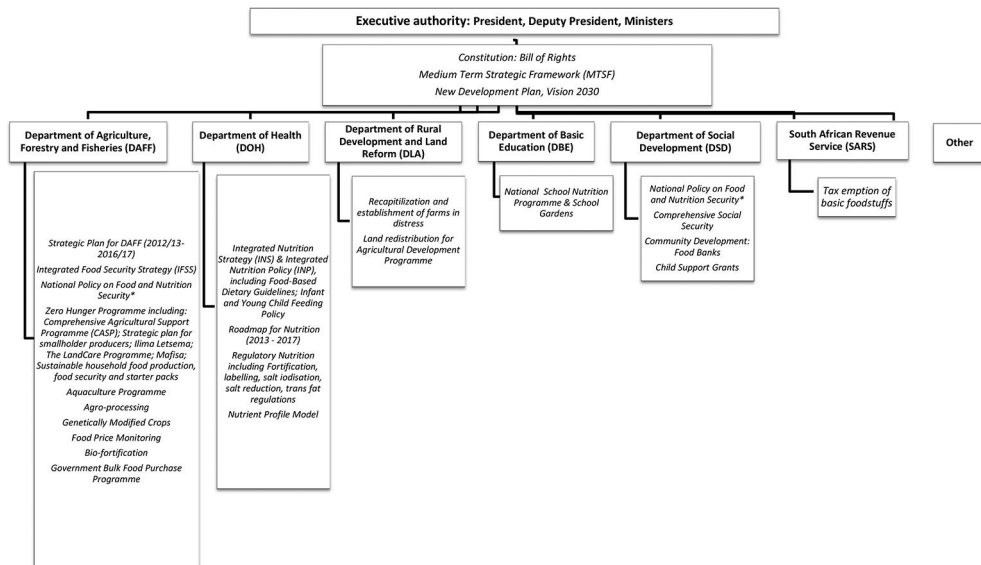 Executive authority: President, Deputy President, Ministers
Constitution: Bill of Rights
Medium Term Strategic Framework (MTSF)
New Development Plan, Vision 2030
Department of Agriculture,
Forestry and Fisheries (DAFF)
Strategic Plan for DAFF (2012/13-
2016/17)
Integrated Food Security Strategy (IFSS)
National Policy on Food and Nutrition
Security*
Zero Hunger Programme including:
Comprehensive Agricultural Support
Programme (CASP); Strategic plan for
smallholder producers; Ilima Letsema;
The LandCare Programme; Mafisa;
Sustainable household food production,
food security and starter packs
Aquaculture Programme
Agro-processing
Genetically Modified Crops
Food Price Monitoring
Bio-fortification
Government Bulk Food Purchase
Programme
Department of Health
(DOH)
Integrated Nutrition
Strategy (INS) & Integrated
Nutrition Policy (INP),
including Food-Based
Dietary Guidelines; Infant
and Young Child Feeding
Policy
Roadmap for Nutrition
(2013 - 2017)
Regulatory Nutrition
including Fortification,
labelling, salt iodisation,
salt reduction, trans fat
regulations
Nutrient Profile Model
Department of Rural
Development and Land
Reform (DLA)
Recapitilization and
establishment of farms in
distress
Land redistribution for
Agricultural Development
Programme
Department of Basic
Education (DBE)
National School Nutrition
Programme & School
Gardens
Department of Social
Development (DSD)
National Policy on Food
and Nutrition Security*
Comprehensive Social
Security
Community Development:
Food Banks
Child Support Grants
South African Revenue
Service (SARS)
Tax emption of
basic foodstuffs
Other